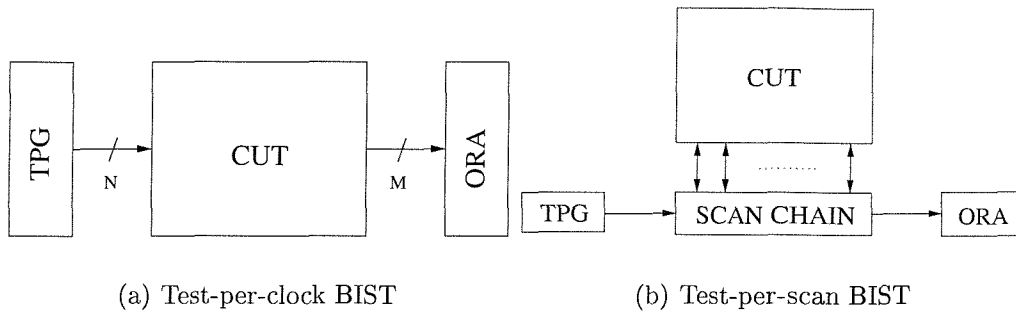 TPG
N
CUT
M
ORA
(a) Test-per-clock BIST
CUT
........
TPG
SCAN CHAIN
ORA
(b) Test-per-scan BIST